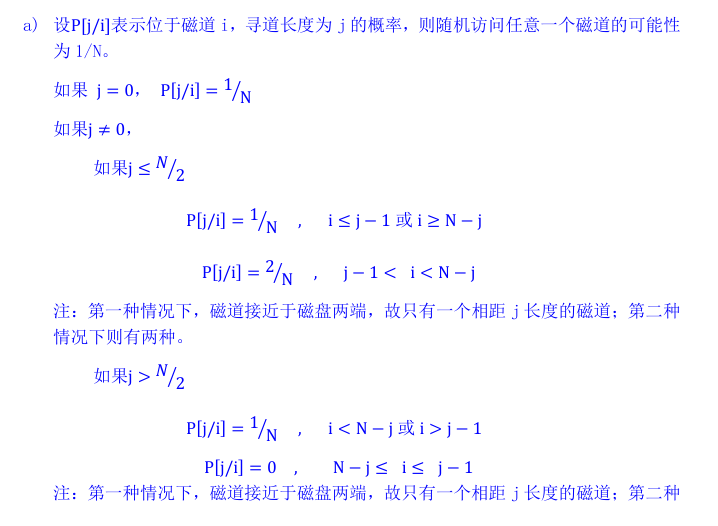 a) 设P[j/i]表示位于磁道 i，寻道长度为 j 的概率，则随机访问任意一个磁道的可能性
为 1/N。
如果 j = 0， P[j/i] = 1/N
如果j ≠ 0，
如果j ≤ N/2
P[j/i] = 1/N , i ≤ j − 1 或 i ≥ N − j
P[j/i] = 2/N , j − 1 < i < N − j
注：第一种情况下，磁道接近于磁盘两端，故只有一个相距 j 长度的磁道；第二种
情况下则有两种。
如果j > N/2
P[j/i] = 1/N , i < N − j 或 i > j − 1
P[j/i] = 0 , N − j ≤ i ≤ j − 1
注：第一种情况下，磁道接近于磁盘两端，故只有一个相距 j 长度的磁道；第二种